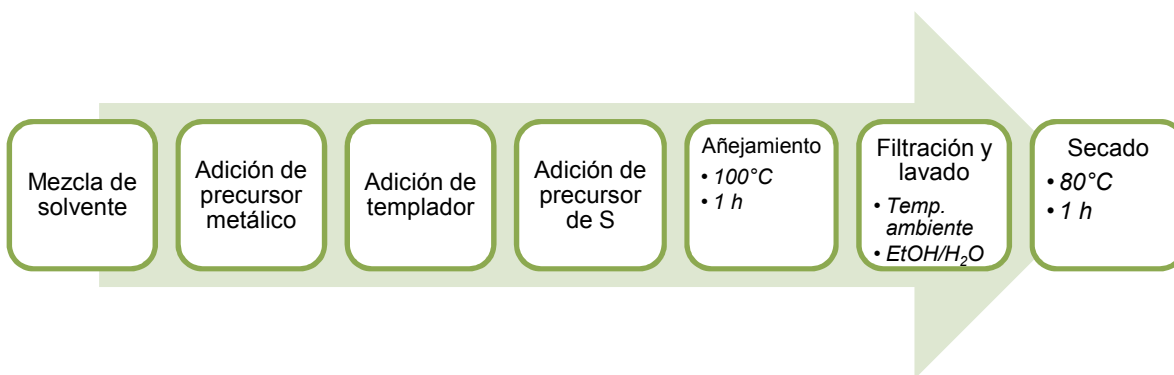 Mezcla de
solvente
Adición de
precursor
metálico
Adición de
templador
Adición de
precursor
de S
Añejamiento
• 100°C
• 1 h
Filtración y
lavado
• Temp.
ambiente
• EtOH/H₂O
Secado
• 80°C
• 1 h